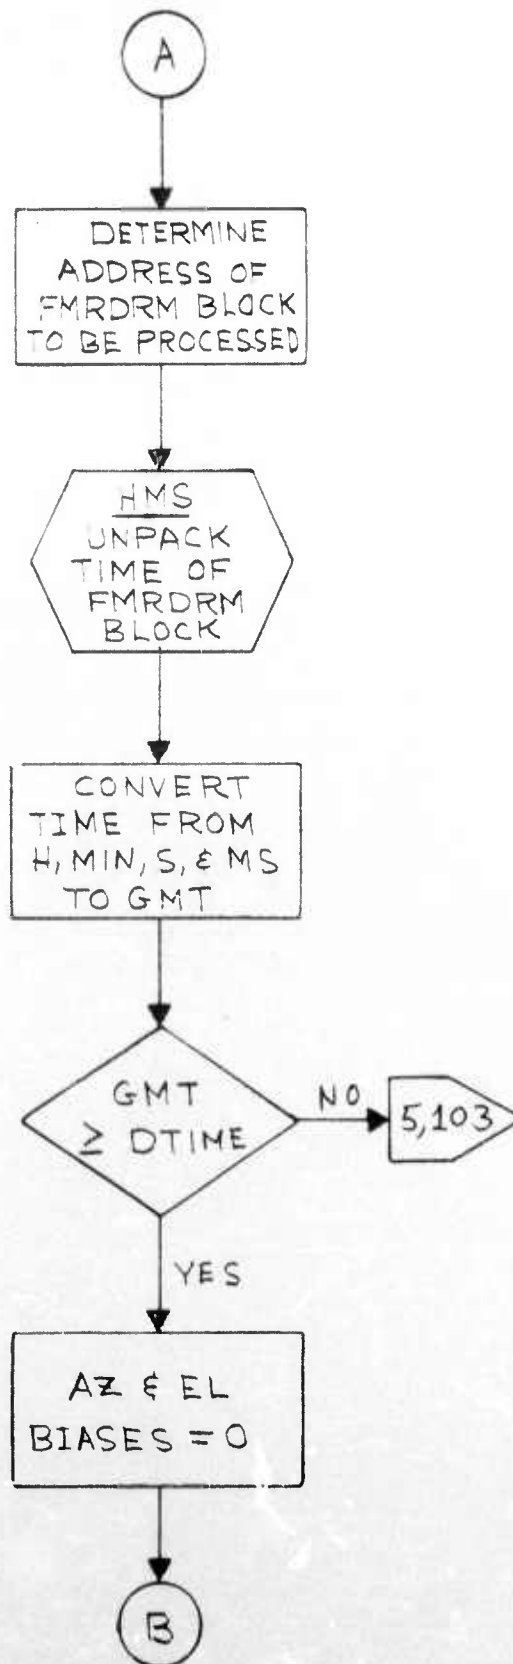 A
DETERMINE
ADDRESS OF
FMRDRM BLOCK
TO BE PROCESSED
HMS
UNPACK
TIME OF
FMRDRM
BLOCK
CONVERT
TIME FROM
H, MIN, S, & MS
TO GMT
GMT
≥ DTIME
NO
5,103
YES
AZ & EL
BIASES = 0
B